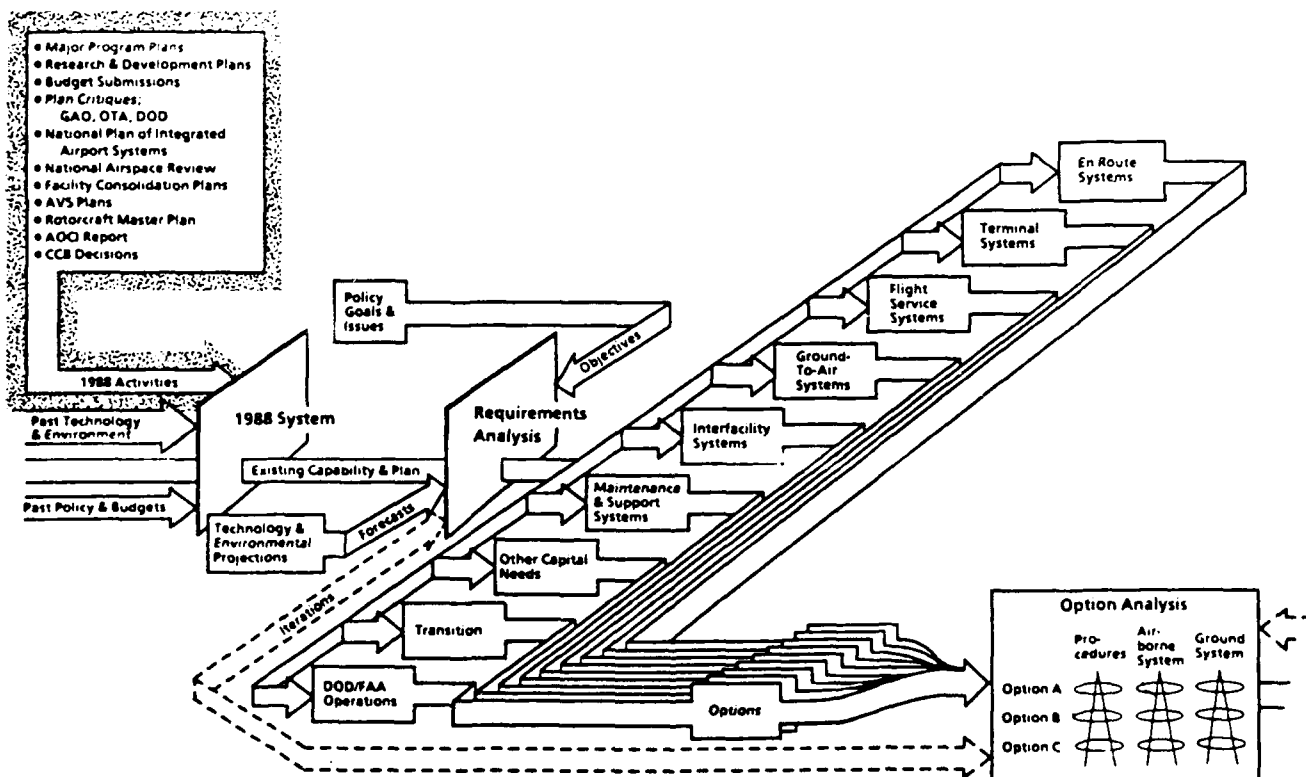 • Major Program Plans
• Research & Development Plans
• Budget Submissions
• Plan Critiques;
GAO, OTA, DOD
• National Plan of Integrated
Airport Systems
• National Airspace Review
• Facility Consolidation Plans
• AVS Plans
• Rotorcraft Master Plan
• AOCI Report
• CCB Decisions
1988 Activities
Past Technology
& Environment
Past Policy & Budgets
1988 System
Existing Capability & Plan
Technology &
Environmental
Projections
Forecasts
Policy
Goals &
Issues
Objectives
Requirements
Analysis
Iterations
En Route
Systems
Terminal
Systems
Flight
Service
Systems
Ground-
To-Air
Systems
Interfacility
Systems
Maintenance
& Support
Systems
Other Capital
Needs
Transition
DOD/FAA
Operations
Options
Option Analysis
Pro-
cedures
Air-
borne
System
Ground
System
Option A
Option B
Option C